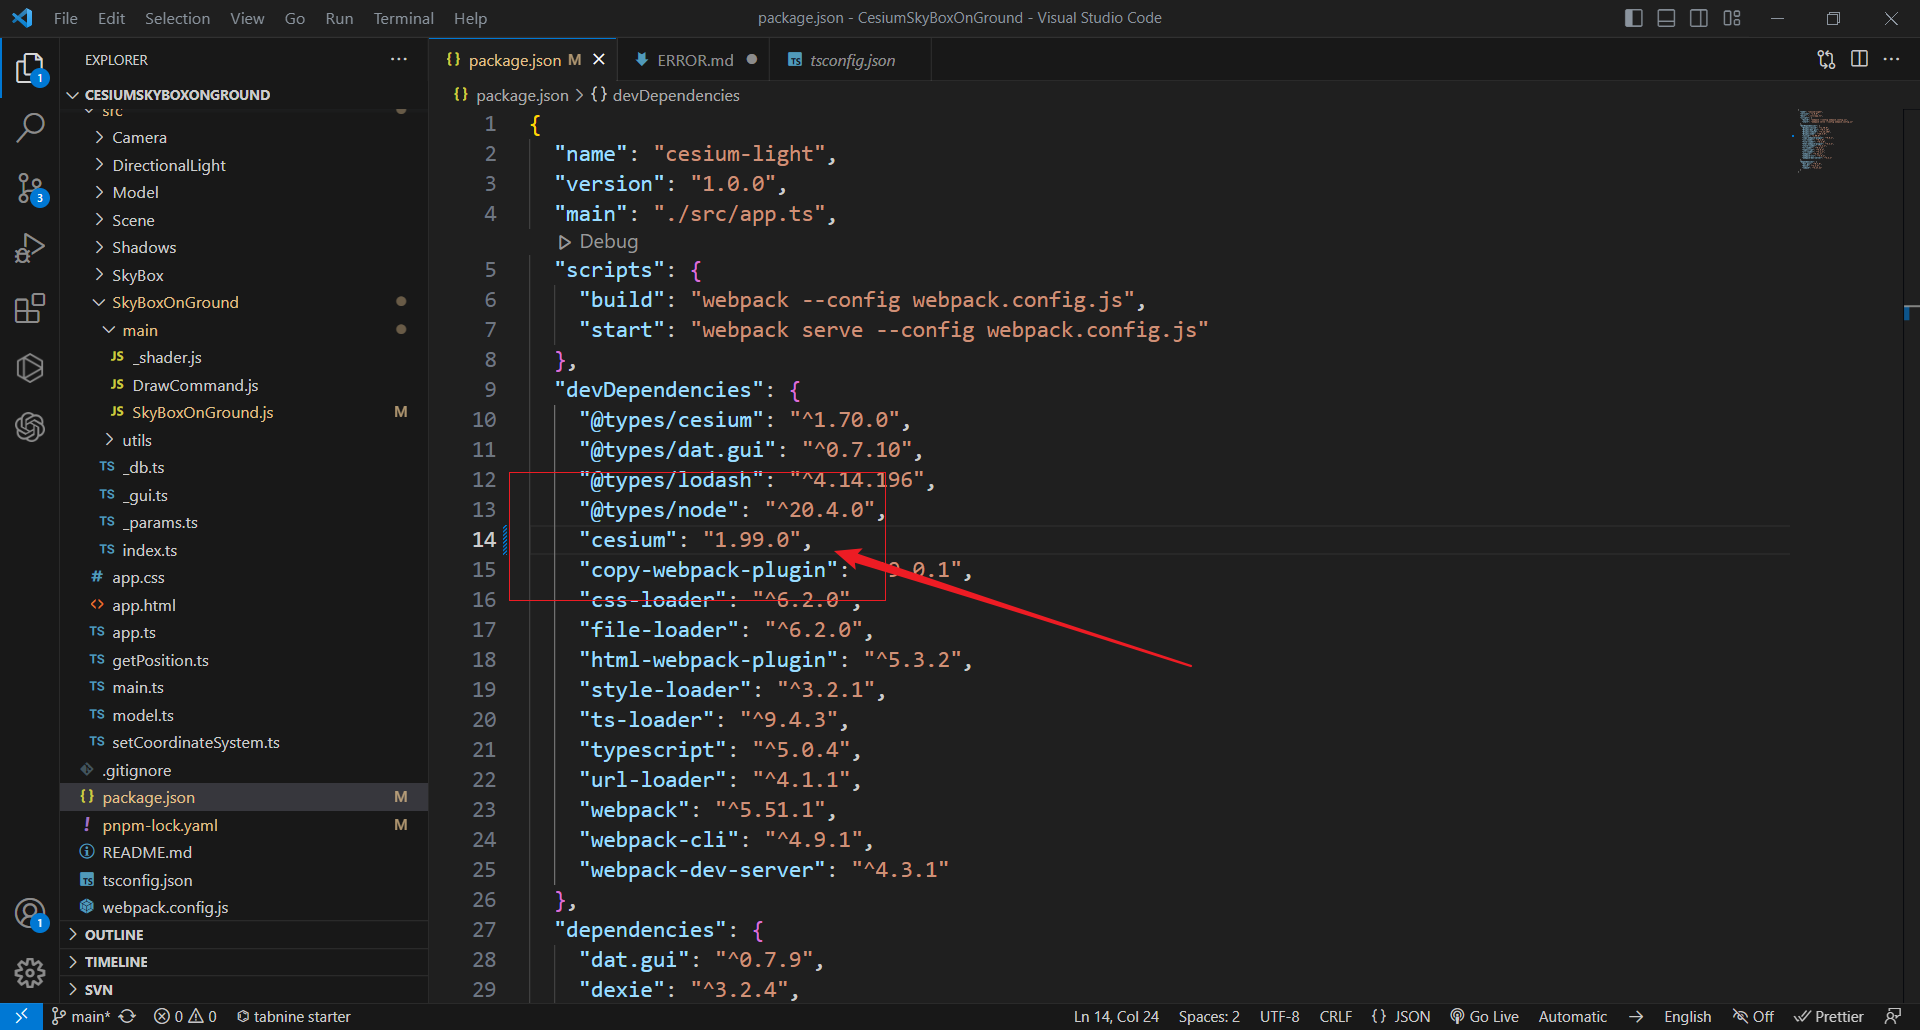 File Edit Selection View Go Run Terminal Help
package.json - CesiumSkyBoxOnGround - Visual Studio Code
EXPLORER
CESIUMSKYBOXONGROUND
src
Camera
DirectionalLight
Model
Scene
Shadows
SkyBox
SkyBoxOnGround
main
JS _shader.js
JS DrawCommand.js
JS SkyBoxOnGround.js M
utils
TS _db.ts
TS _gui.ts
TS _params.ts
TS index.ts
# app.css
<> app.html
TS app.ts
TS getPosition.ts
TS main.ts
TS model.ts
TS setCoordinateSystem.ts
.gitignore
{} package.json M
! pnpm-lock.yaml M
README.md
TS tsconfig.json
webpack.config.js
OUTLINE
TIMELINE
SVN
1
3
1
{} package.json M
ERROR.md
TS tsconfig.json
{} package.json > {} devDependencies
1 {
2 "name": "cesium-light",
3 "version": "1.0.0",
4 "main": "./src/app.ts",
Debug
5 "scripts": {
6 "build": "webpack --config webpack.config.js",
7 "start": "webpack serve --config webpack.config.js"
8 },
9 "devDependencies": {
10 "@types/cesium": "^1.70.0",
11 "@types/dat.gui": "^0.7.10",
12 "@types/lodash": "^4.14.196",
13 "@types/node": "^20.4.0",
14 "cesium": "1.99.0",
15 "copy-webpack-plugin": 9.0.1",
16 "css-loader": "^6.2.0",
17 "file-loader": "^6.2.0",
18 "html-webpack-plugin": "^5.3.2",
19 "style-loader": "^3.2.1",
20 "ts-loader": "^9.4.3",
21 "typescript": "^5.0.4",
22 "url-loader": "^4.1.1",
23 "webpack": "^5.51.1",
24 "webpack-cli": "^4.9.1",
25 "webpack-dev-server": "^4.3.1"
26 },
27 "dependencies": {
28 "dat.gui": "^0.7.9",
29 "dexie": "^3.2.4",
main* 0 0 tabnine starter Ln 14, Col 24 Spaces: 2 UTF-8 CRLF {} JSON Go Live Automatic English Off Prettier